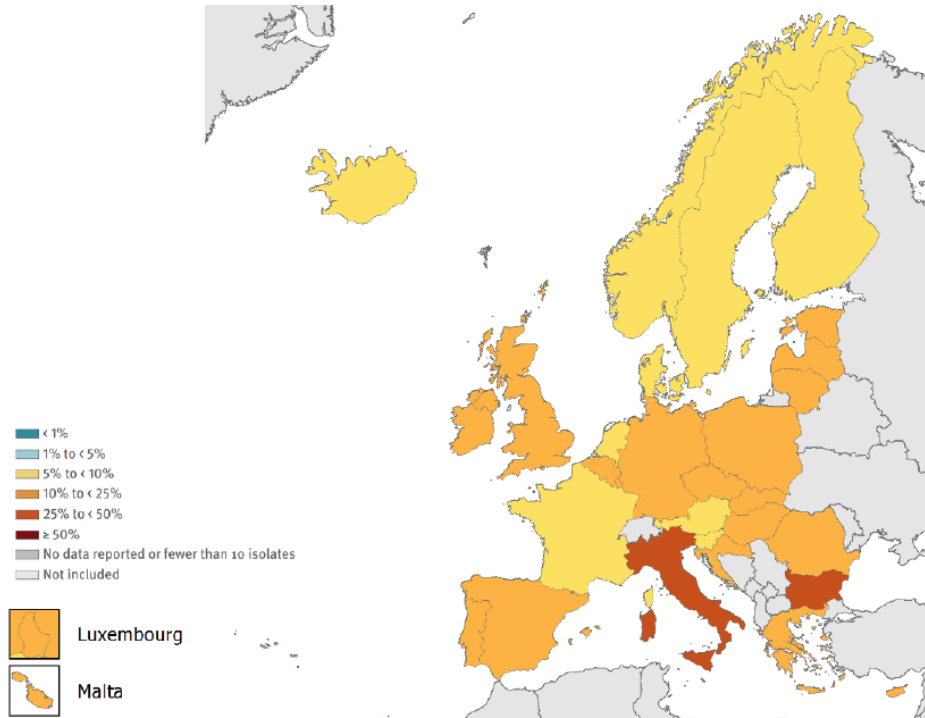 < 1%
1% to < 5%
5% to < 10%
10% to < 25%
25% to < 50%
≥ 50%
No data reported or fewer than 10 isolates
Not included
Luxembourg
Malta